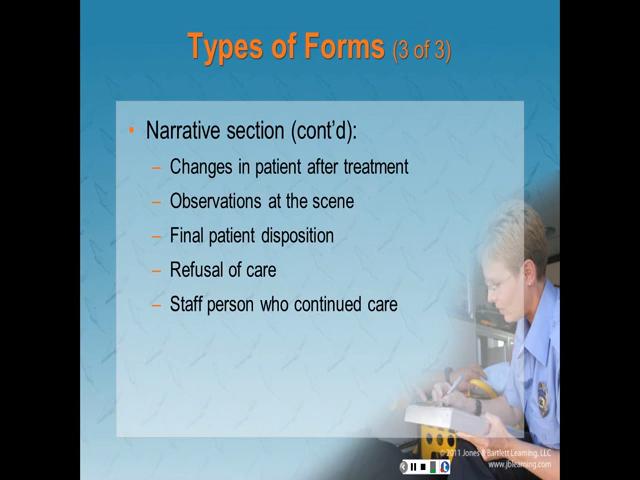 Types of Forms (3 of 3)
• Narrative section (cont'd):
– Changes in patient after treatment
– Observations at the scene
– Final patient disposition
– Refusal of care
– Staff person who continued care
© 2011 Jones & Bartlett Learning, LLC
www.jblearning.com